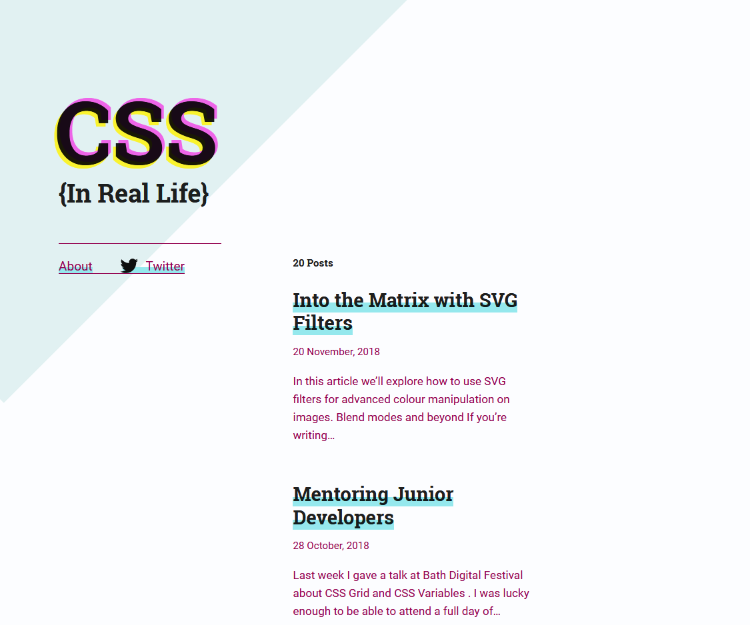 CSS
{In Real Life}
About Twitter
20 Posts
Into the Matrix with SVG
Filters
20 November, 2018
In this article we’ll explore how to use SVG
filters for advanced colour manipulation on
images. Blend modes and beyond If you’re
writing…
Mentoring Junior
Developers
28 October, 2018
Last week I gave a talk at Bath Digital Festival
about CSS Grid and CSS Variables . I was lucky
enough to be able to attend a full day of…